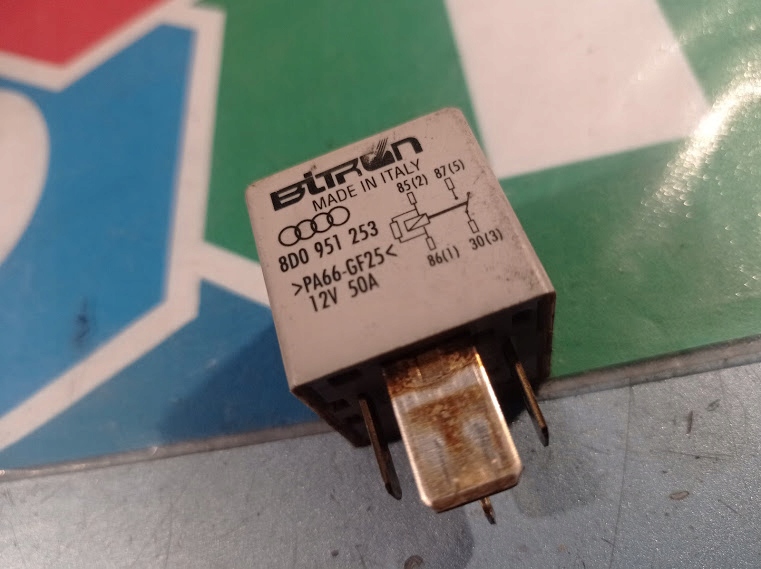 BITRON
MADE IN ITALY
85(2) 87(5)
8D0 951 253
>PA66-GF25<
86(1) 30(3)
12V 50A